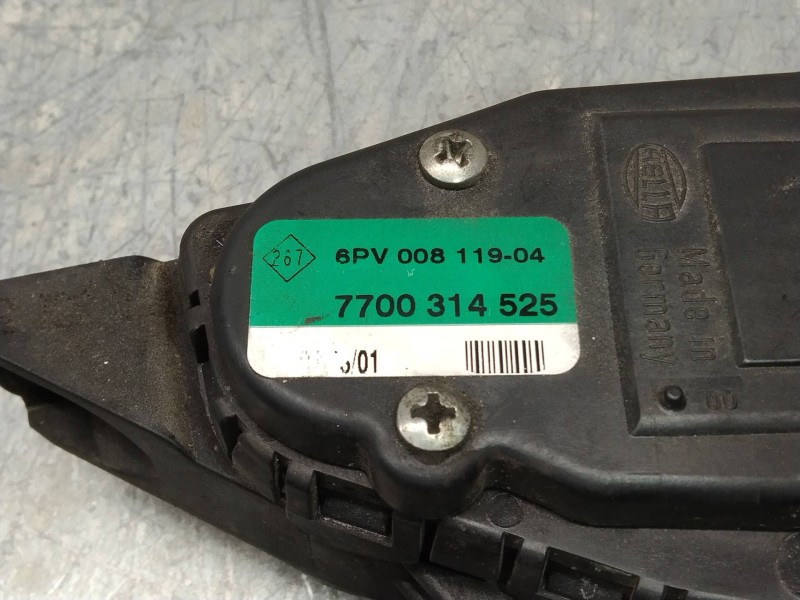 267
6PV 008 119-04
7700 314 525
/01
HELLA
Made in
Germany